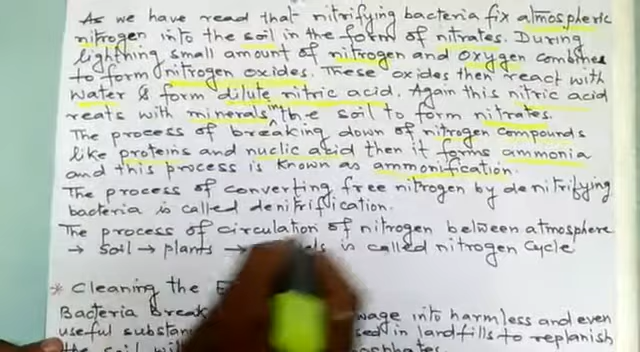 As we have read that nitrifying bacteria fix atmospheric
nitrogen into the soil in the form of nitrates. During
lightning small amount of nitrogen and oxygen combines
to form nitrogen oxides. These oxides then react with
water & form dilute nitric acid. Again this nitric acid
reats with minerals in the soil to form nitrates.
The process of breaking down of nitrogen compounds
like proteins and nuclic acid then it forms ammonia
and this process is known as ammonification.
The process of converting free nitrogen by denitrifying
bacteria is called denitrification.
The process of circulation of nitrogen between atmosphere
→ soil → plants → is called nitrogen cycle
* Cleaning the
Bacteria Break into harmless and even
useful in landfills to replanish
the soil